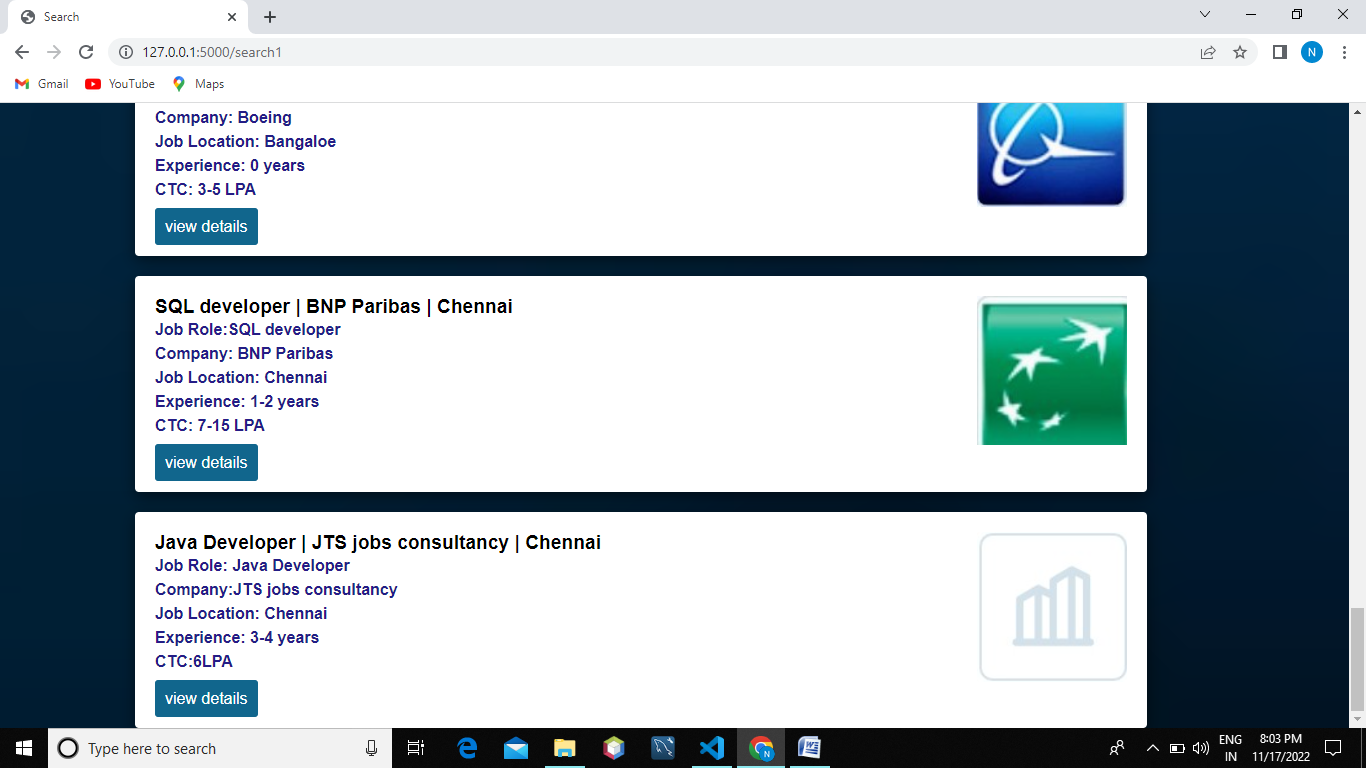 Search
127.0.0.1:5000/search1
N
Gmail
YouTube
Maps
Company: Boeing
Job Location: Bangaloe
Experience: 0 years
CTC: 3-5 LPA
view details
SQL developer | BNP Paribas | Chennai
Job Role:SQL developer
Company: BNP Paribas
Job Location: Chennai
Experience: 1-2 years
CTC: 7-15 LPA
view details
Java Developer | JTS jobs consultancy | Chennai
Job Role: Java Developer
Company:JTS jobs consultancy
Job Location: Chennai
Experience: 3-4 years
CTC:6LPA
view details
Type here to search
N
W
ENG
IN
8:03 PM
11/17/2022